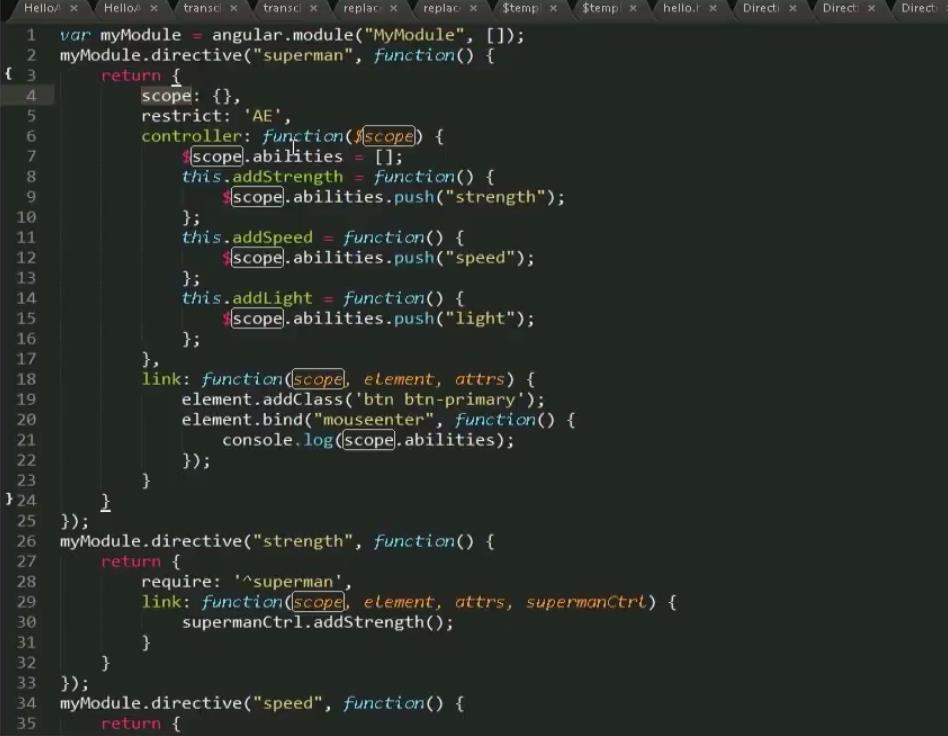 Hello/ × Hello/ × transcl × transcl × replac × replac × $templ × $templ × hello.h × Directi × Directi × Directi
1 var myModule = angular.module("MyModule", []);
2 myModule.directive("superman", function() {
{ 3 return {
4 scope: {},
5 restrict: 'AE',
6 controller: function($scope) {
7 $scope.abilities = [];
8 this.addStrength = function() {
9 $scope.abilities.push("strength");
10 };
11 this.addSpeed = function() {
12 $scope.abilities.push("speed");
13 };
14 this.addLight = function() {
15 $scope.abilities.push("light");
16 };
17 },
18 link: function(scope, element, attrs) {
19 element.addClass('btn btn-primary');
20 element.bind("mouseenter", function() {
21 console.log(scope.abilities);
22 });
23 }
} 24 }
25 });
26 myModule.directive("strength", function() {
27 return {
28 require: '^superman',
29 link: function(scope, element, attrs, supermanCtrl) {
30 supermanCtrl.addStrength();
31 }
32 }
33 });
34 myModule.directive("speed", function() {
35 return {